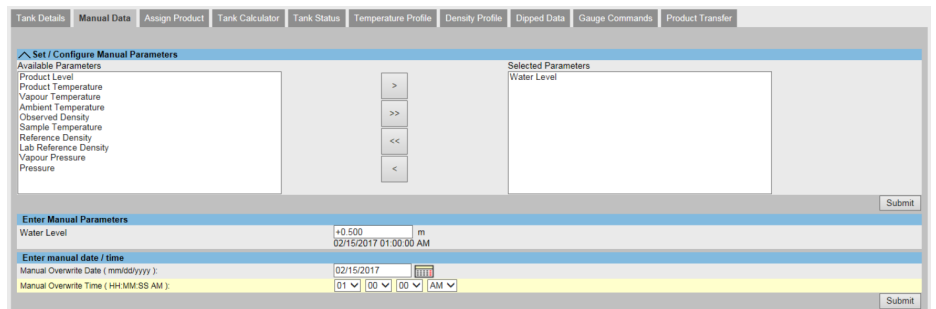 Tank Details Manual Data Assign Product Tank Calculator Tank Status Temperature Profile Density Profile Dipped Data Gauge Commands Product Transfer
Set / Configure Manual Parameters
Available Parameters Selected Parameters
Product Level Water Level
Product Temperature
Vapour Temperature
Ambient Temperature
Observed Density
Sample Temperature
Reference Density
Lab Reference Density
Vapour Pressure
Pressure
>
>>
<<
<
Submit
Enter Manual Parameters
Water Level +0.500 m
02/15/2017 01:00:00 AM
Enter manual date / time
Manual Overwrite Date ( mm/dd/yyyy ): 02/15/2017
Manual Overwrite Time ( HH:MM:SS AM ): 01 00 00 AM
Submit